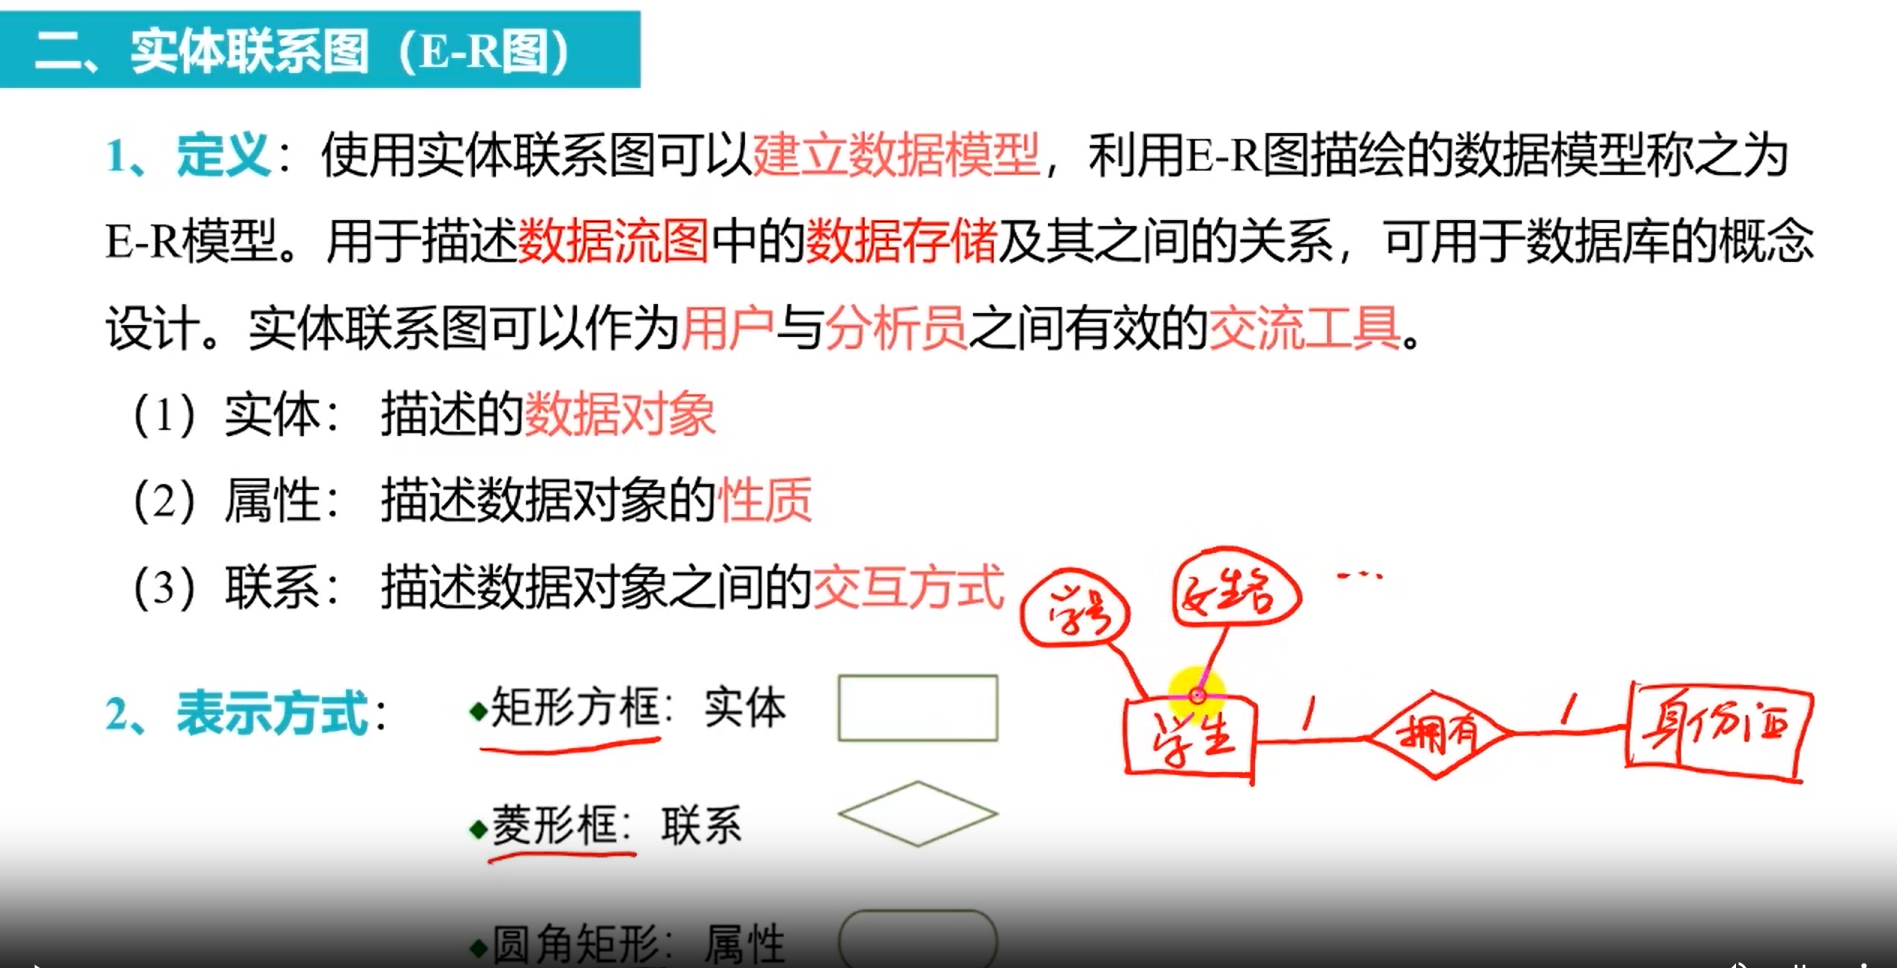 二、实体联系图（E-R图）
1、定义：使用实体联系图可以建立数据模型，利用E-R图描绘的数据模型称之为
E-R模型。用于描述数据流图中的数据存储及其之间的关系，可用于数据库的概念
设计。实体联系图可以作为用户与分析员之间有效的交流工具。
（1）实体：描述的数据对象
（2）属性：描述数据对象的性质
（3）联系：描述数据对象之间的交互方式
学号 姓名 ...
2、表示方式：
◆矩形方框：实体
学生 1 拥有 1 身份证
◆菱形框：联系
◆圆角矩形：属性